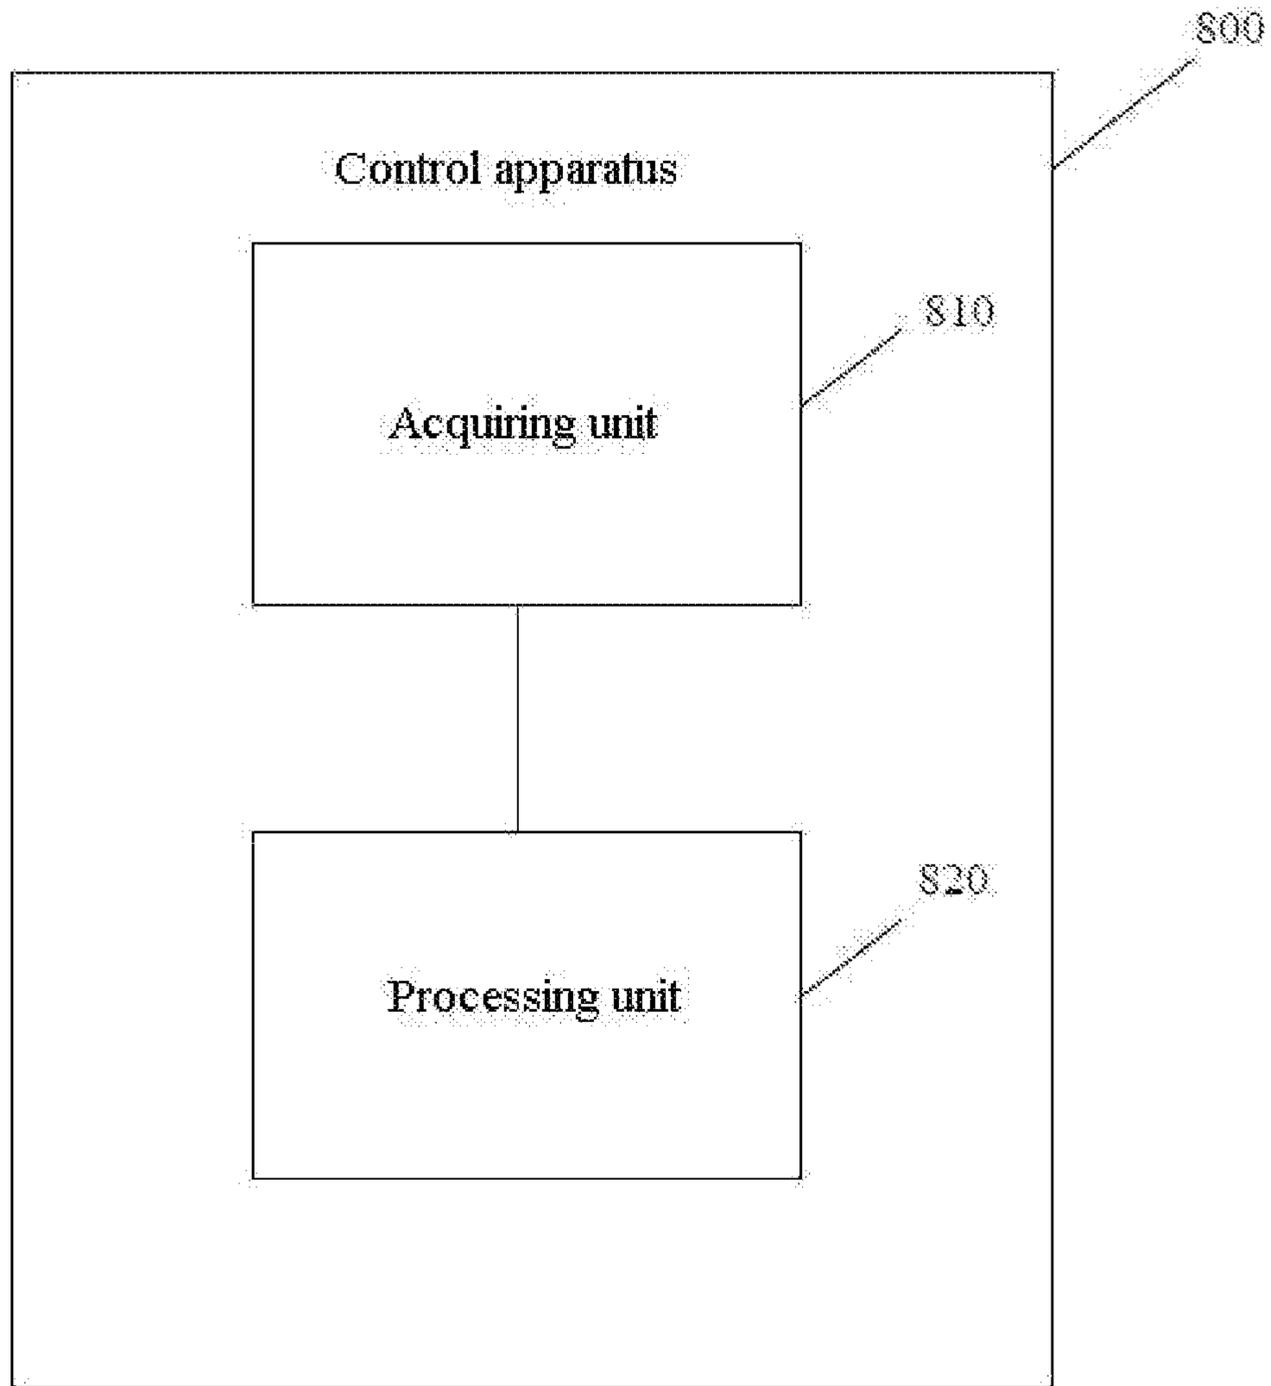 800
Control apparatus
810
Acquiring unit
820
Processing unit